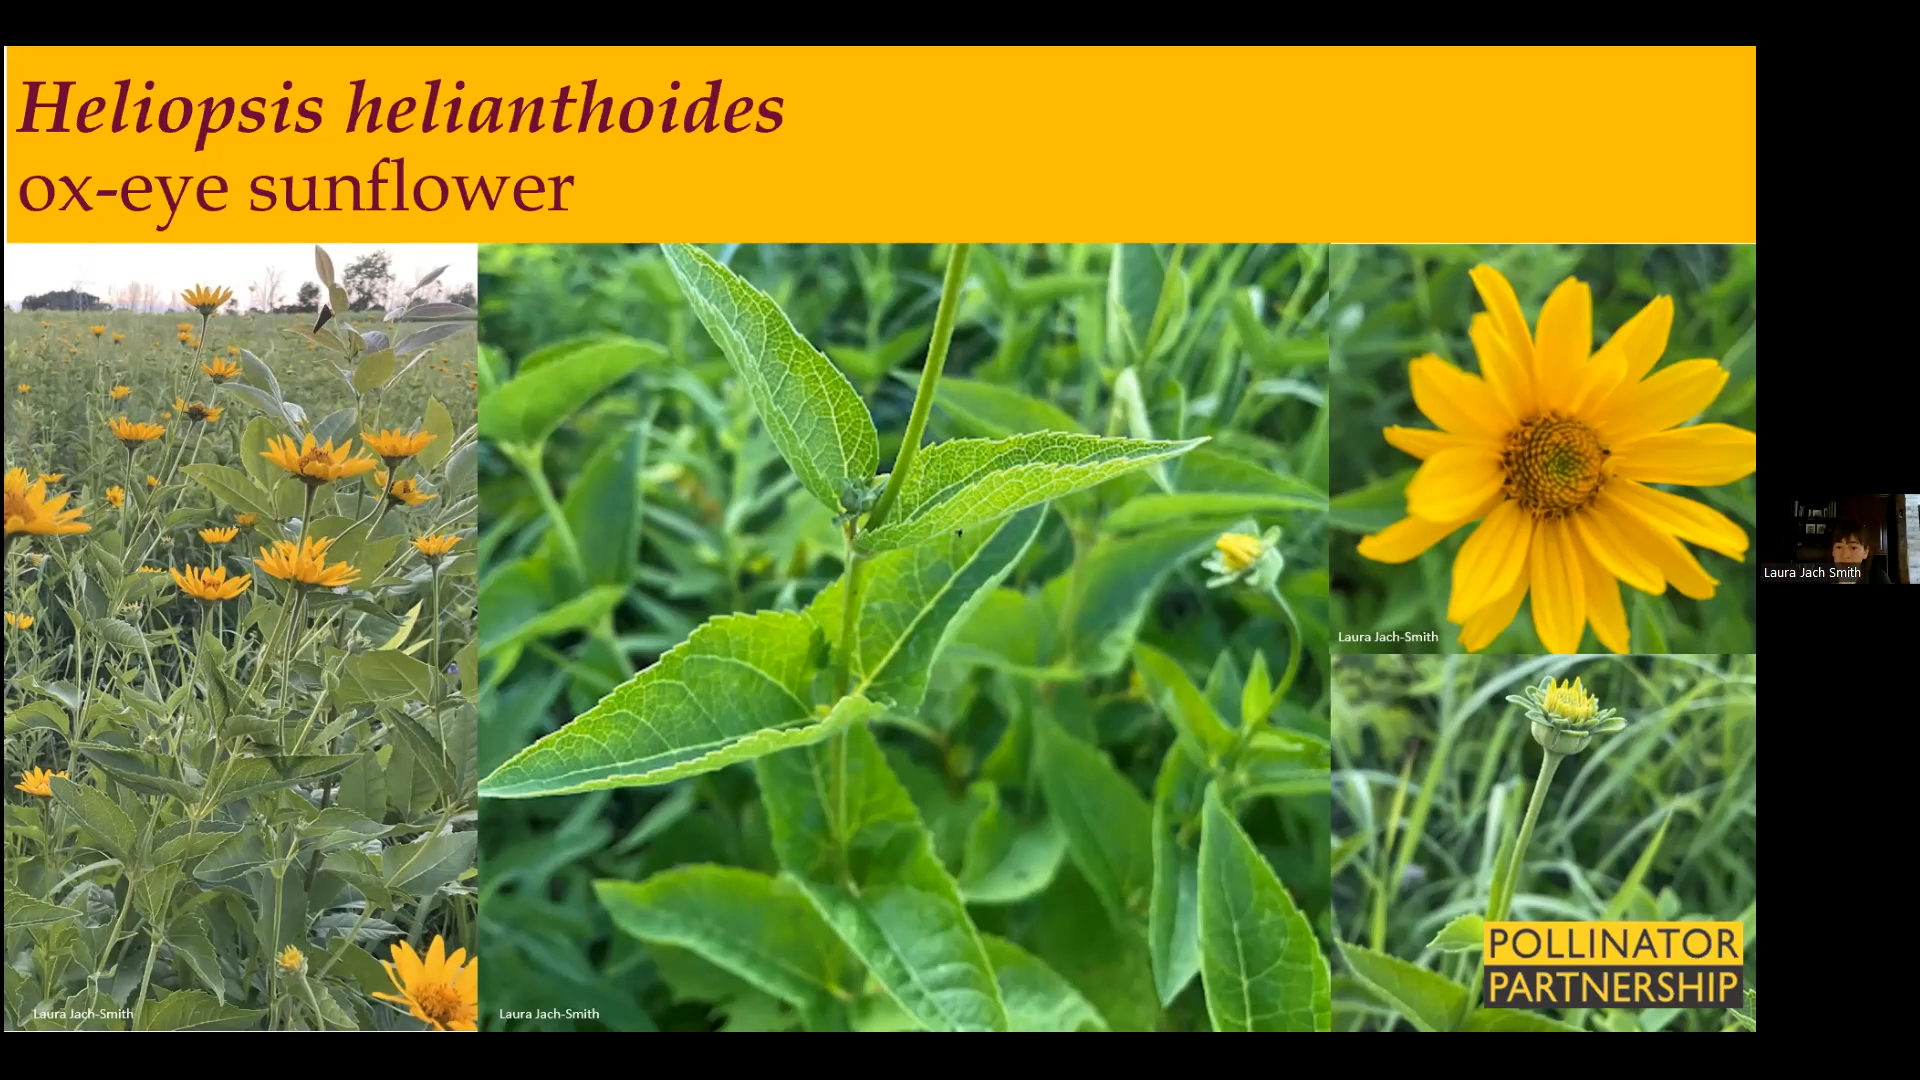 Heliopsis helianthoides
ox-eye sunflower
Laura Jach Smith
Laura Jach-Smith
POLLINATOR
PARTNERSHIP
Laura Jach-Smith
Laura Jach-Smith